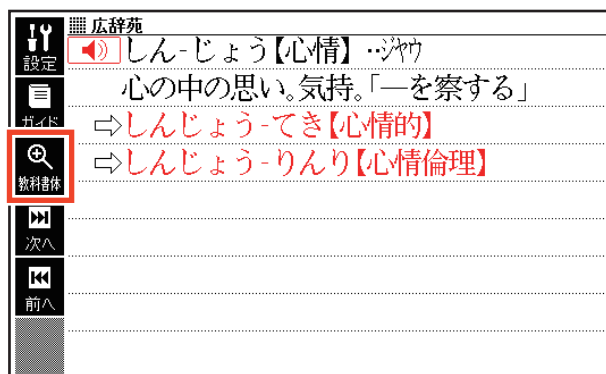 広辞苑
しん-じょう【心情】‥ジヤウ
心の中の思い。気持。「―を察する」
⇨しんじょう-てき【心情的】
⇨しんじょう-りんり【心情倫理】
設定
ガイド
教科書体
次へ
前へ